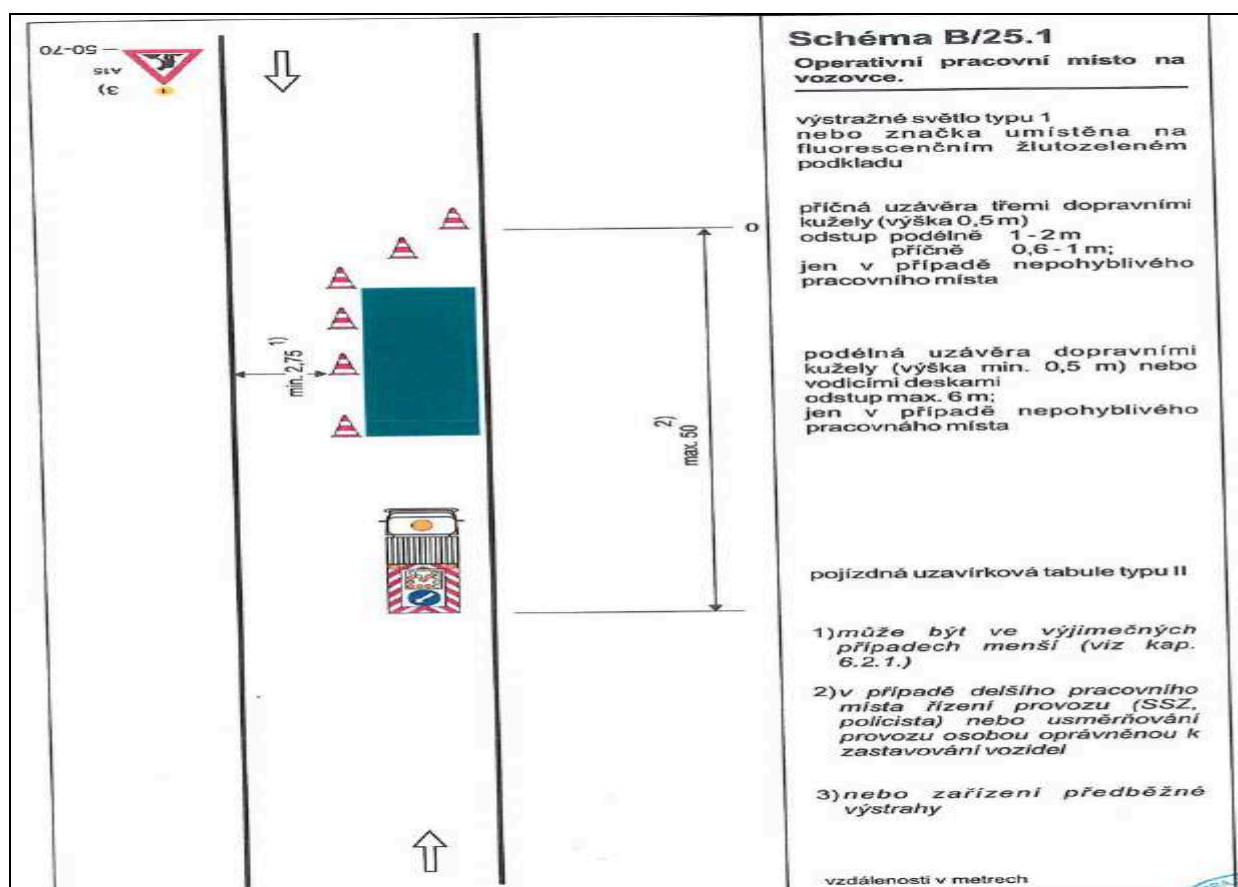 50-70
A15
3)
0
min. 2,75 1)
2)
max. 50
Schéma B/25.1
Operativní pracovní místo na
vozovce.
výstražné světlo typu 1
nebo značka umístěna na
fluorescenčním žlutozeleném
podkladu
příčná uzávěra třemi dopravními
kužely (výška 0,5 m)
odstup podélně 1 - 2 m
příčně 0,6 - 1 m;
jen v případě nepohyblivého
pracovního místa
podélná uzávěra dopravními
kužely (výška min. 0,5 m) nebo
vodicími deskami
odstup max. 6 m;
jen v případě nepohyblivého
pracovnáho místa
pojízdná uzavírková tabule typu II
1) může být ve výjimečných
případech menší (viz kap.
6.2.1.)
2) v případě delšího pracovního
místa řízení provozu (SSZ,
policista) nebo usměrňování
provozu osobou oprávněnou k
zastavování vozidel
3) nebo zařízení předběžné
výstrahy
vzdálenosti v metrech